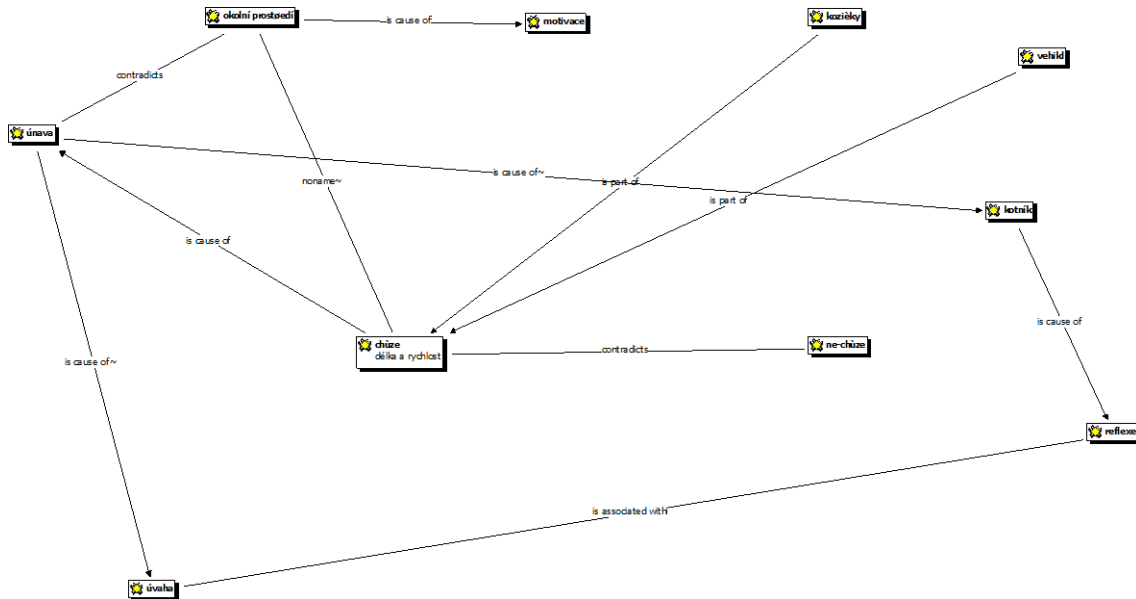 okolní prostøedí
is cause of
motivace
kozièky
vehikl
contradicts
únava
is cause of~
noname~
is part of
is part of
kotník
is cause of
is cause of
chùze
délka a rychlost
contradicts
ne-chùze
is cause of~
reflexe
is associated with
úvaha